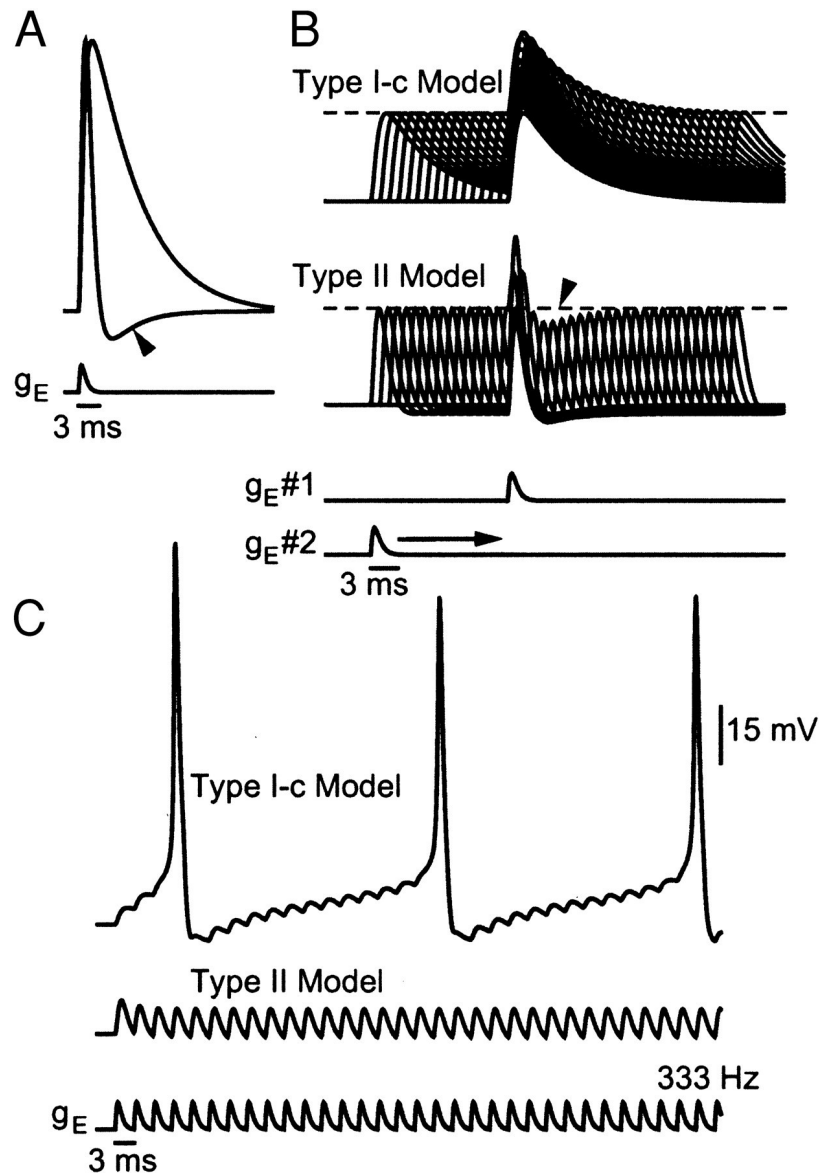 A
B
Type I-c Model
Type II Model
gE
3 ms
gE#1
gE#2
3 ms
C
15 mV
Type I-c Model
Type II Model
333 Hz
gE
3 ms